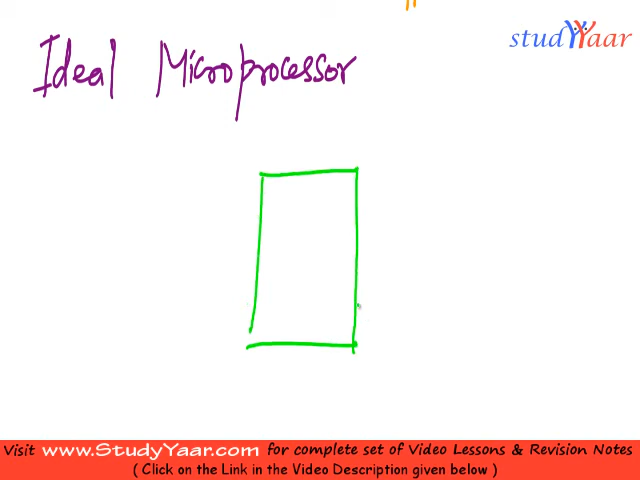 studYYaar
Ideal Microprocessor
Visit www.StudyYaar.com for complete set of Video Lessons & Revision Notes
( Click on the Link in the Video Description given below )